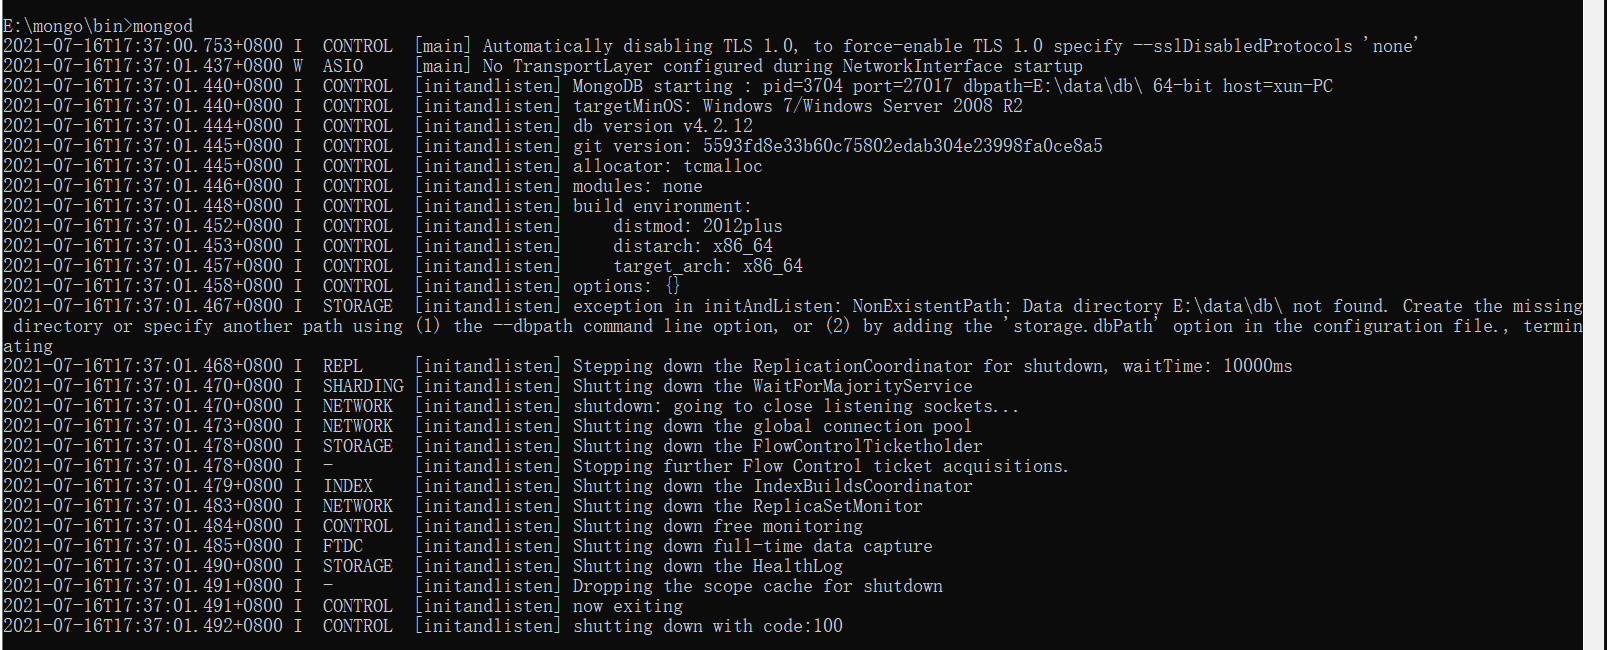 E:\mongo\bin>mongod
2021-07-16T17:37:00.753+0800 I  CONTROL  [main] Automatically disabling TLS 1.0, to force-enable TLS 1.0 specify --sslDisabledProtocols 'none'
2021-07-16T17:37:01.437+0800 W  ASIO     [main] No TransportLayer configured during NetworkInterface startup
2021-07-16T17:37:01.440+0800 I  CONTROL  [initandlisten] MongoDB starting : pid=3704 port=27017 dbpath=E:\data\db\ 64-bit host=xun-PC
2021-07-16T17:37:01.440+0800 I  CONTROL  [initandlisten] targetMinOS: Windows 7/Windows Server 2008 R2
2021-07-16T17:37:01.444+0800 I  CONTROL  [initandlisten] db version v4.2.12
2021-07-16T17:37:01.445+0800 I  CONTROL  [initandlisten] git version: 5593fd8e33b60c75802edab304e23998fa0ce8a5
2021-07-16T17:37:01.445+0800 I  CONTROL  [initandlisten] allocator: tcmalloc
2021-07-16T17:37:01.446+0800 I  CONTROL  [initandlisten] modules: none
2021-07-16T17:37:01.448+0800 I  CONTROL  [initandlisten] build environment:
2021-07-16T17:37:01.452+0800 I  CONTROL  [initandlisten]     distmod: 2012plus
2021-07-16T17:37:01.453+0800 I  CONTROL  [initandlisten]     distarch: x86_64
2021-07-16T17:37:01.457+0800 I  CONTROL  [initandlisten]     target_arch: x86_64
2021-07-16T17:37:01.458+0800 I  CONTROL  [initandlisten] options: {}
2021-07-16T17:37:01.467+0800 I  STORAGE  [initandlisten] exception in initAndListen: NonExistentPath: Data directory E:\data\db\ not found. Create the missing
 directory or specify another path using (1) the --dbpath command line option, or (2) by adding the 'storage.dbPath' option in the configuration file., termin
ating
2021-07-16T17:37:01.468+0800 I  REPL     [initandlisten] Stepping down the ReplicationCoordinator for shutdown, waitTime: 10000ms
2021-07-16T17:37:01.470+0800 I  SHARDING [initandlisten] Shutting down the WaitForMajorityService
2021-07-16T17:37:01.470+0800 I  NETWORK  [initandlisten] shutdown: going to close listening sockets...
2021-07-16T17:37:01.473+0800 I  NETWORK  [initandlisten] Shutting down the global connection pool
2021-07-16T17:37:01.478+0800 I  STORAGE  [initandlisten] Shutting down the FlowControlTicketholder
2021-07-16T17:37:01.478+0800 I  -        [initandlisten] Stopping further Flow Control ticket acquisitions.
2021-07-16T17:37:01.479+0800 I  INDEX    [initandlisten] Shutting down the IndexBuildsCoordinator
2021-07-16T17:37:01.483+0800 I  NETWORK  [initandlisten] Shutting down the ReplicaSetMonitor
2021-07-16T17:37:01.484+0800 I  CONTROL  [initandlisten] Shutting down free monitoring
2021-07-16T17:37:01.485+0800 I  FTDC     [initandlisten] Shutting down full-time data capture
2021-07-16T17:37:01.490+0800 I  STORAGE  [initandlisten] Shutting down the HealthLog
2021-07-16T17:37:01.491+0800 I  -        [initandlisten] Dropping the scope cache for shutdown
2021-07-16T17:37:01.491+0800 I  CONTROL  [initandlisten] now exiting
2021-07-16T17:37:01.492+0800 I  CONTROL  [initandlisten] shutting down with code:100